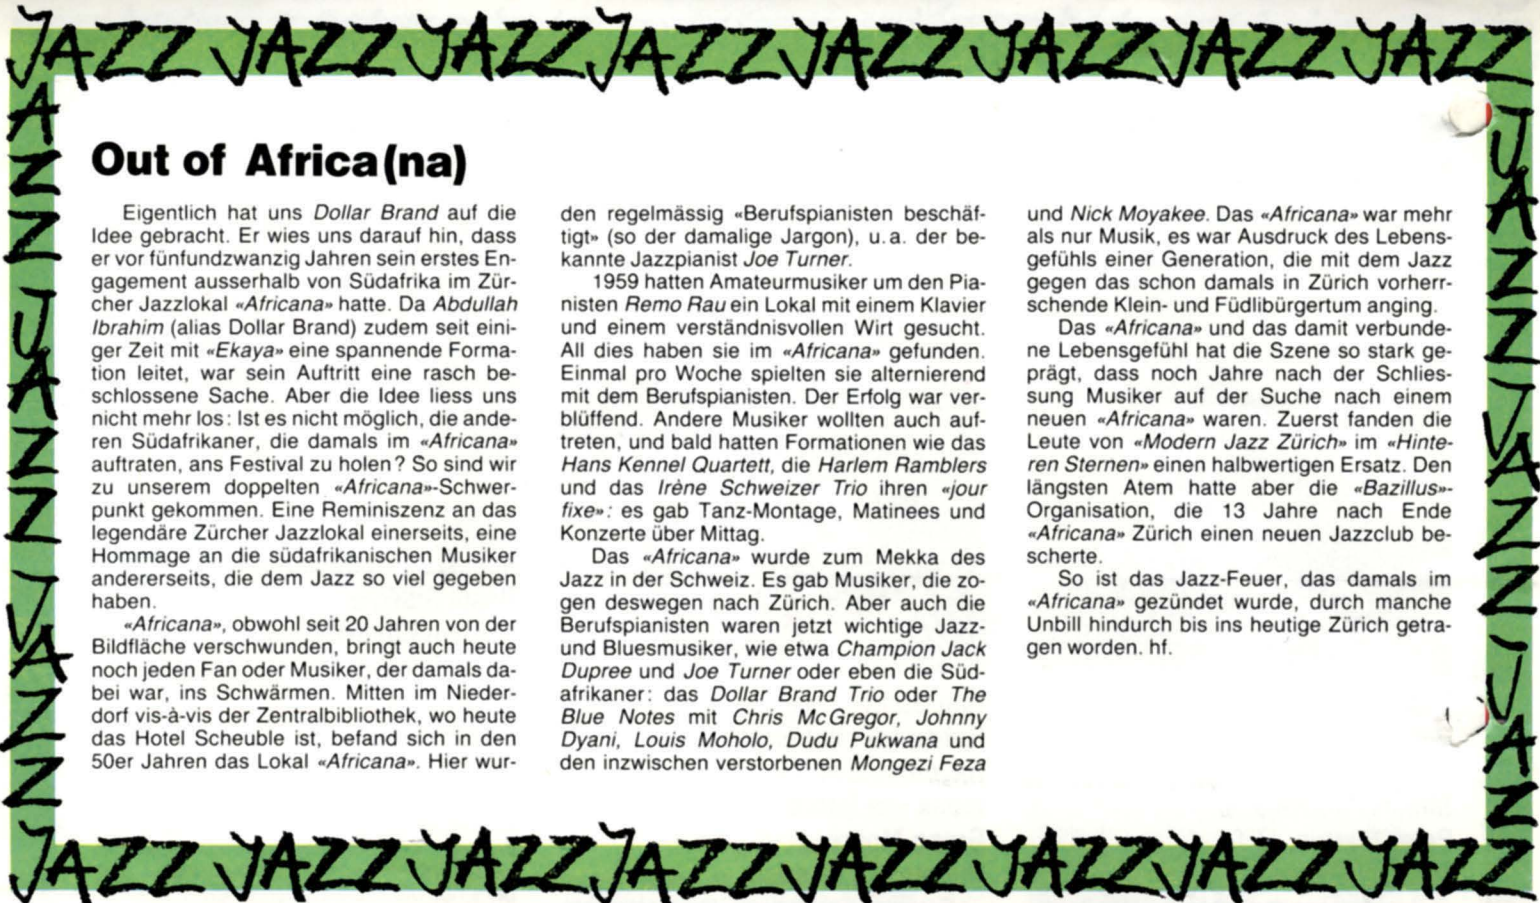 JAZZ JAZZ JAZZ JAZZ JAZZ JAZZ JAZZ JAZZ
JAZZ JAZZ JAZZ
Out of Africa(na)
Eigentlich hat uns Dollar Brand auf die
Idee gebracht. Er wies uns darauf hin, dass
er vor fünfundzwanzig Jahren sein erstes En-
gagement ausserhalb von Südafrika im Zür-
cher Jazzlokal «Africana» hatte. Da Abdullah
Ibrahim (alias Dollar Brand) zudem seit eini-
ger Zeit mit «Ekaya» eine spannende Forma-
tion leitet, war sein Auftritt eine rasch be-
schlossene Sache. Aber die Idee liess uns
nicht mehr los: Ist es nicht möglich, die ande-
ren Südafrikaner, die damals im «Africana»
auftraten, ans Festival zu holen? So sind wir
zu unserem doppelten «Africana»-Schwer-
punkt gekommen. Eine Reminiszenz an das
legendäre Zürcher Jazzlokal einerseits, eine
Hommage an die südafrikanischen Musiker
andererseits, die dem Jazz so viel gegeben
haben.
«Africana», obwohl seit 20 Jahren von der
Bildfläche verschwunden, bringt auch heute
noch jeden Fan oder Musiker, der damals da-
bei war, ins Schwärmen. Mitten im Nieder-
dorf vis-à-vis der Zentralbibliothek, wo heute
das Hotel Scheuble ist, befand sich in den
50er Jahren das Lokal «Africana». Hier wur-
den regelmässig «Berufspianisten beschäf-
tigt» (so der damalige Jargon), u.a. der be-
kannte Jazzpianist Joe Turner.
1959 hatten Amateurmusiker um den Pia-
nisten Remo Rau ein Lokal mit einem Klavier
und einem verständnisvollen Wirt gesucht.
All dies haben sie im «Africana» gefunden.
Einmal pro Woche spielten sie alternierend
mit dem Berufspianisten. Der Erfolg war ver-
blüffend. Andere Musiker wollten auch auf-
treten, und bald hatten Formationen wie das
Hans Kennel Quartett, die Harlem Ramblers
und das Irène Schweizer Trio ihren «jour
fixe»: es gab Tanz-Montage, Matinees und
Konzerte über Mittag.
Das «Africana» wurde zum Mekka des
Jazz in der Schweiz. Es gab Musiker, die zo-
gen deswegen nach Zürich. Aber auch die
Berufspianisten waren jetzt wichtige Jazz-
und Bluesmusiker, wie etwa Champion Jack
Dupree und Joe Turner oder eben die Süd-
afrikaner: das Dollar Brand Trio oder The
Blue Notes mit Chris McGregor, Johnny
Dyani, Louis Moholo, Dudu Pukwana und
den inzwischen verstorbenen Mongezi Feza
und Nick Moyakee. Das «Africana» war mehr
als nur Musik, es war Ausdruck des Lebens-
gefühls einer Generation, die mit dem Jazz
gegen das schon damals in Zürich vorherr-
schende Klein- und Füdlibürgertum anging.
Das «Africana» und das damit verbunde-
ne Lebensgefühl hat die Szene so stark ge-
prägt, dass noch Jahre nach der Schlies-
sung Musiker auf der Suche nach einem
neuen «Africana» waren. Zuerst fanden die
Leute von «Modern Jazz Zürich» im «Hinte-
ren Sternen» einen halbwertigen Ersatz. Den
längsten Atem hatte aber die «Bazillus»-
Organisation, die 13 Jahre nach Ende
«Africana» Zürich einen neuen Jazzclub be-
scherte.
So ist das Jazz-Feuer, das damals im
«Africana» gezündet wurde, durch manche
Unbill hindurch bis ins heutige Zürich getra-
gen worden. hf.
JAZZ JAZZ JAZZ
JAZZ JAZZ JAZZ JAZZ JAZZ JAZZ JAZZ JAZZ